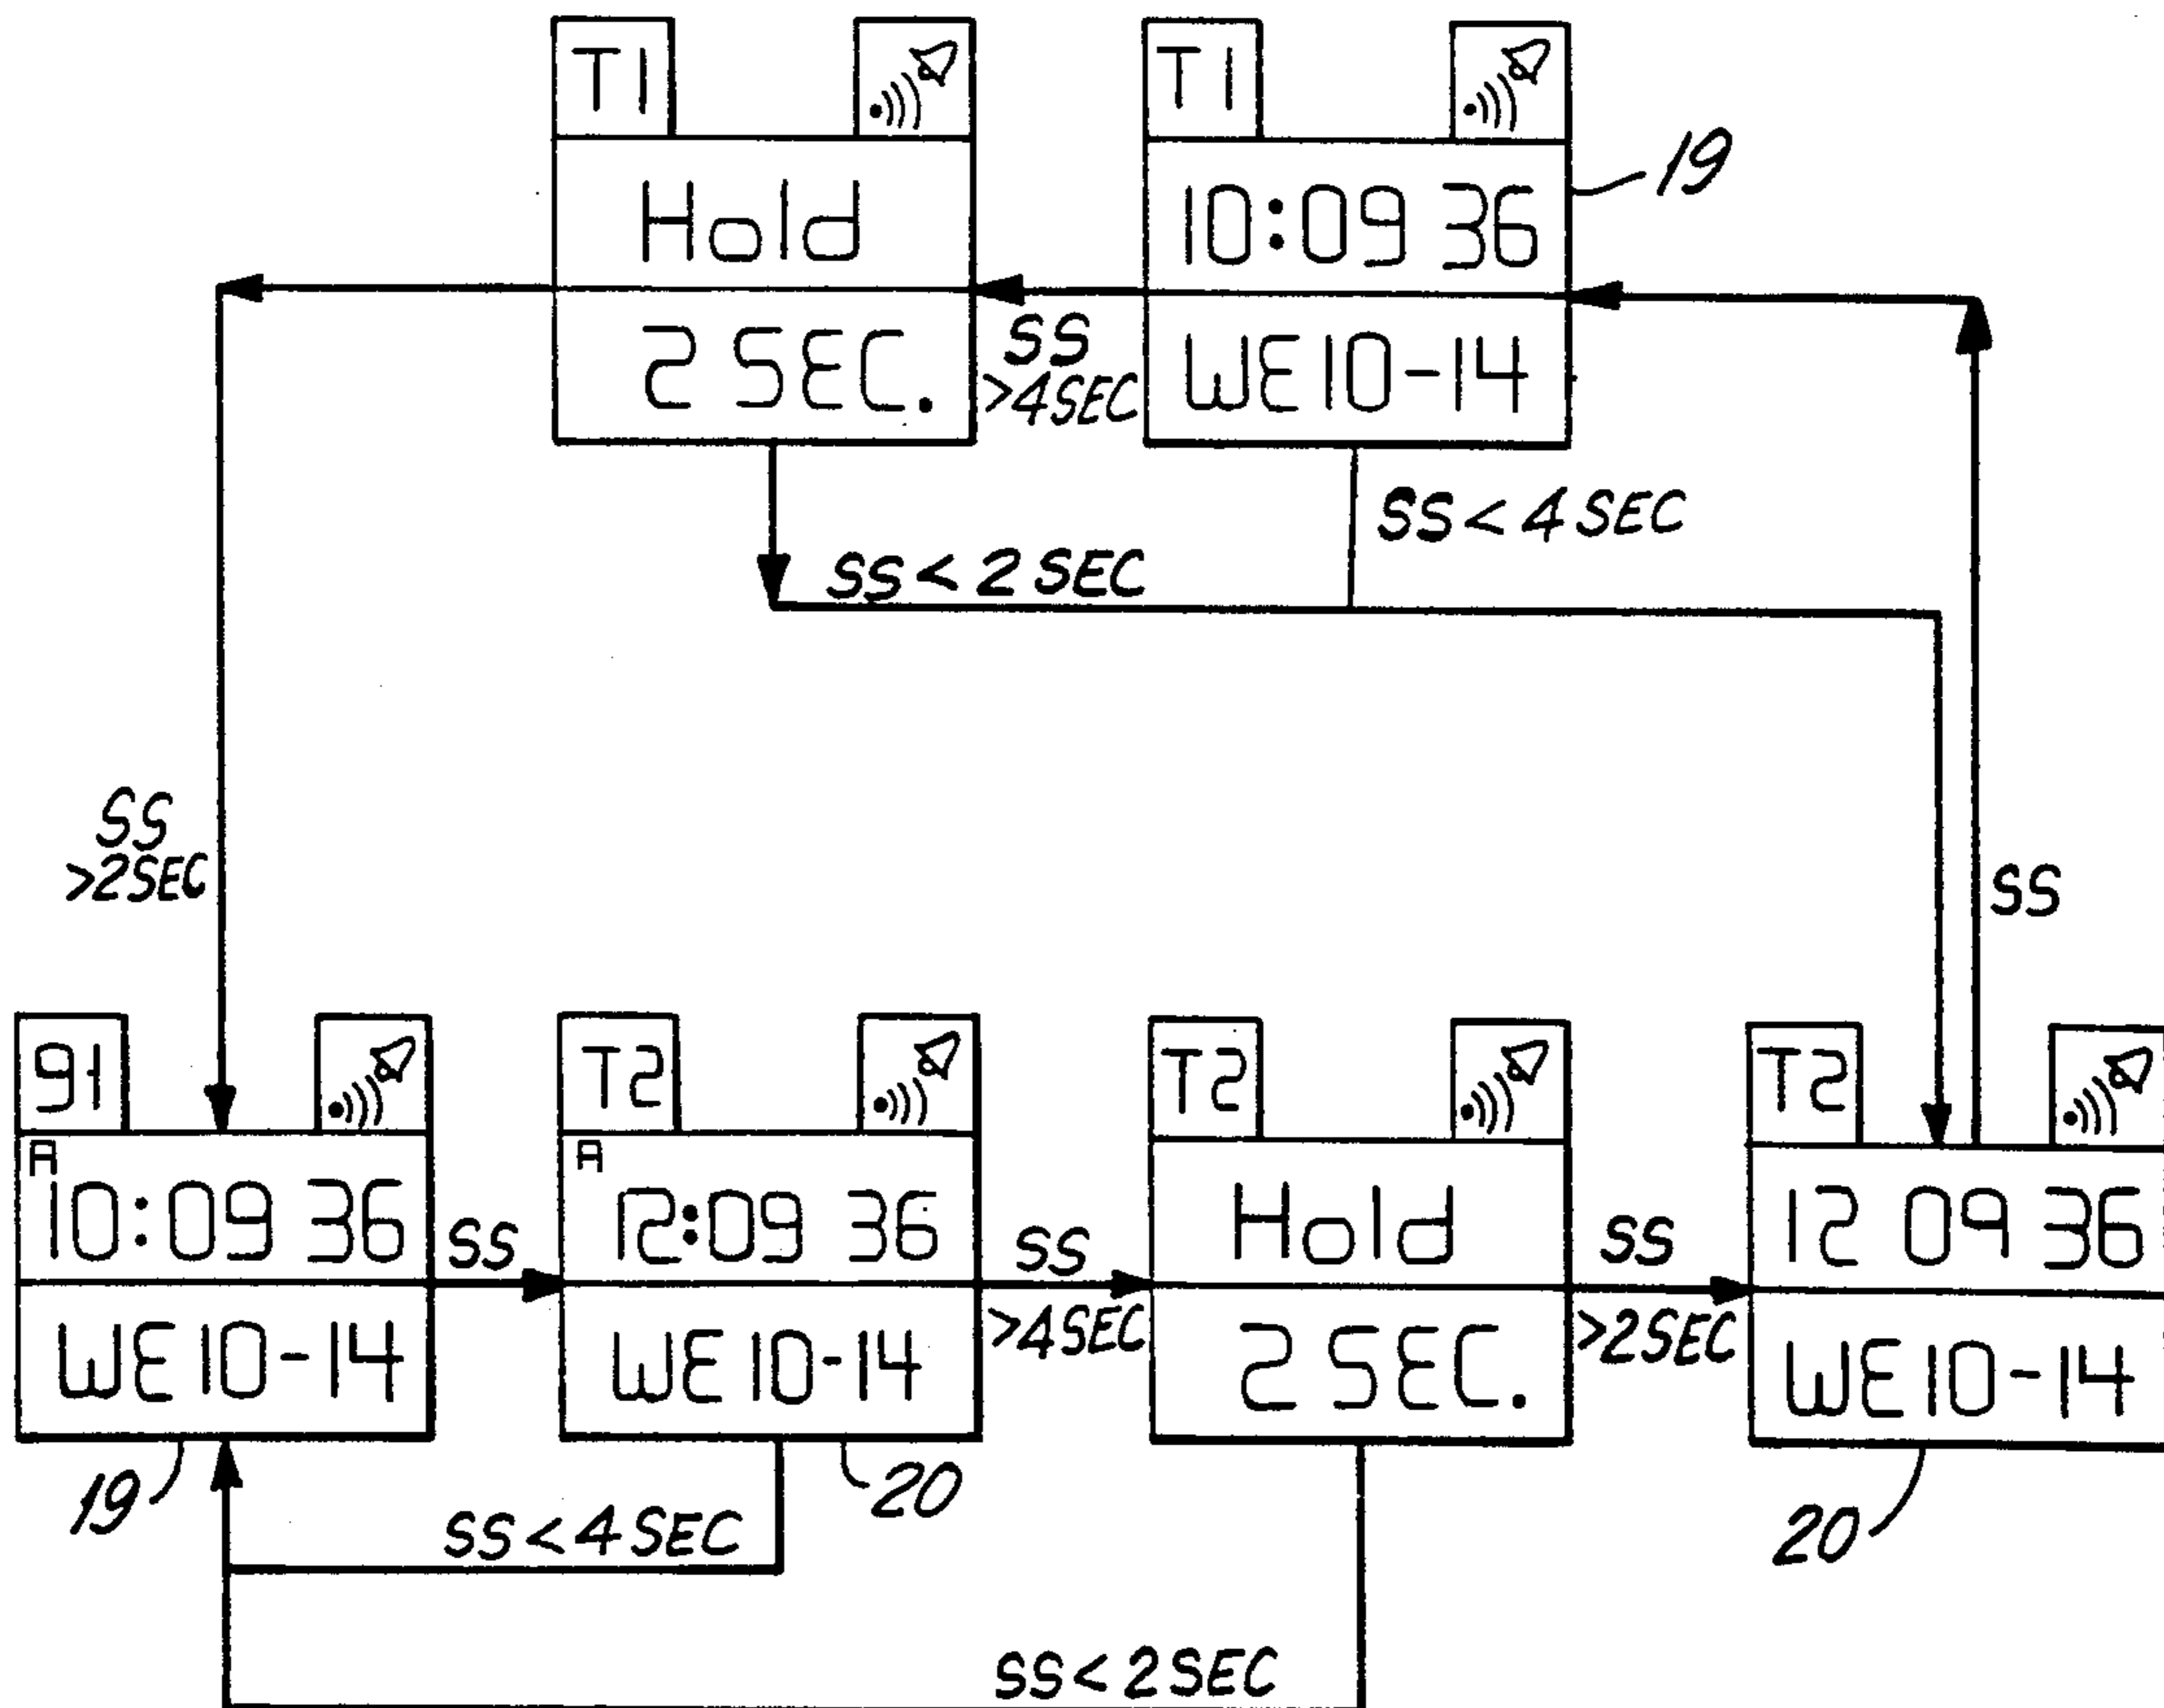 T1
Hold
2 SEC.
SS
>4SEC
T1
10:09 36
WE10-14
19
SS<4SEC
SS<2SEC
SS
>2SEC
SS
91
A
10:09 36
WE10-14
19
SS
T2
A
12:09 36
WE10-14
20
SS
>4SEC
T2
Hold
2 SEC.
SS
>2SEC
T2
12 09 36
WE10-14
20
SS<4SEC
SS<2SEC